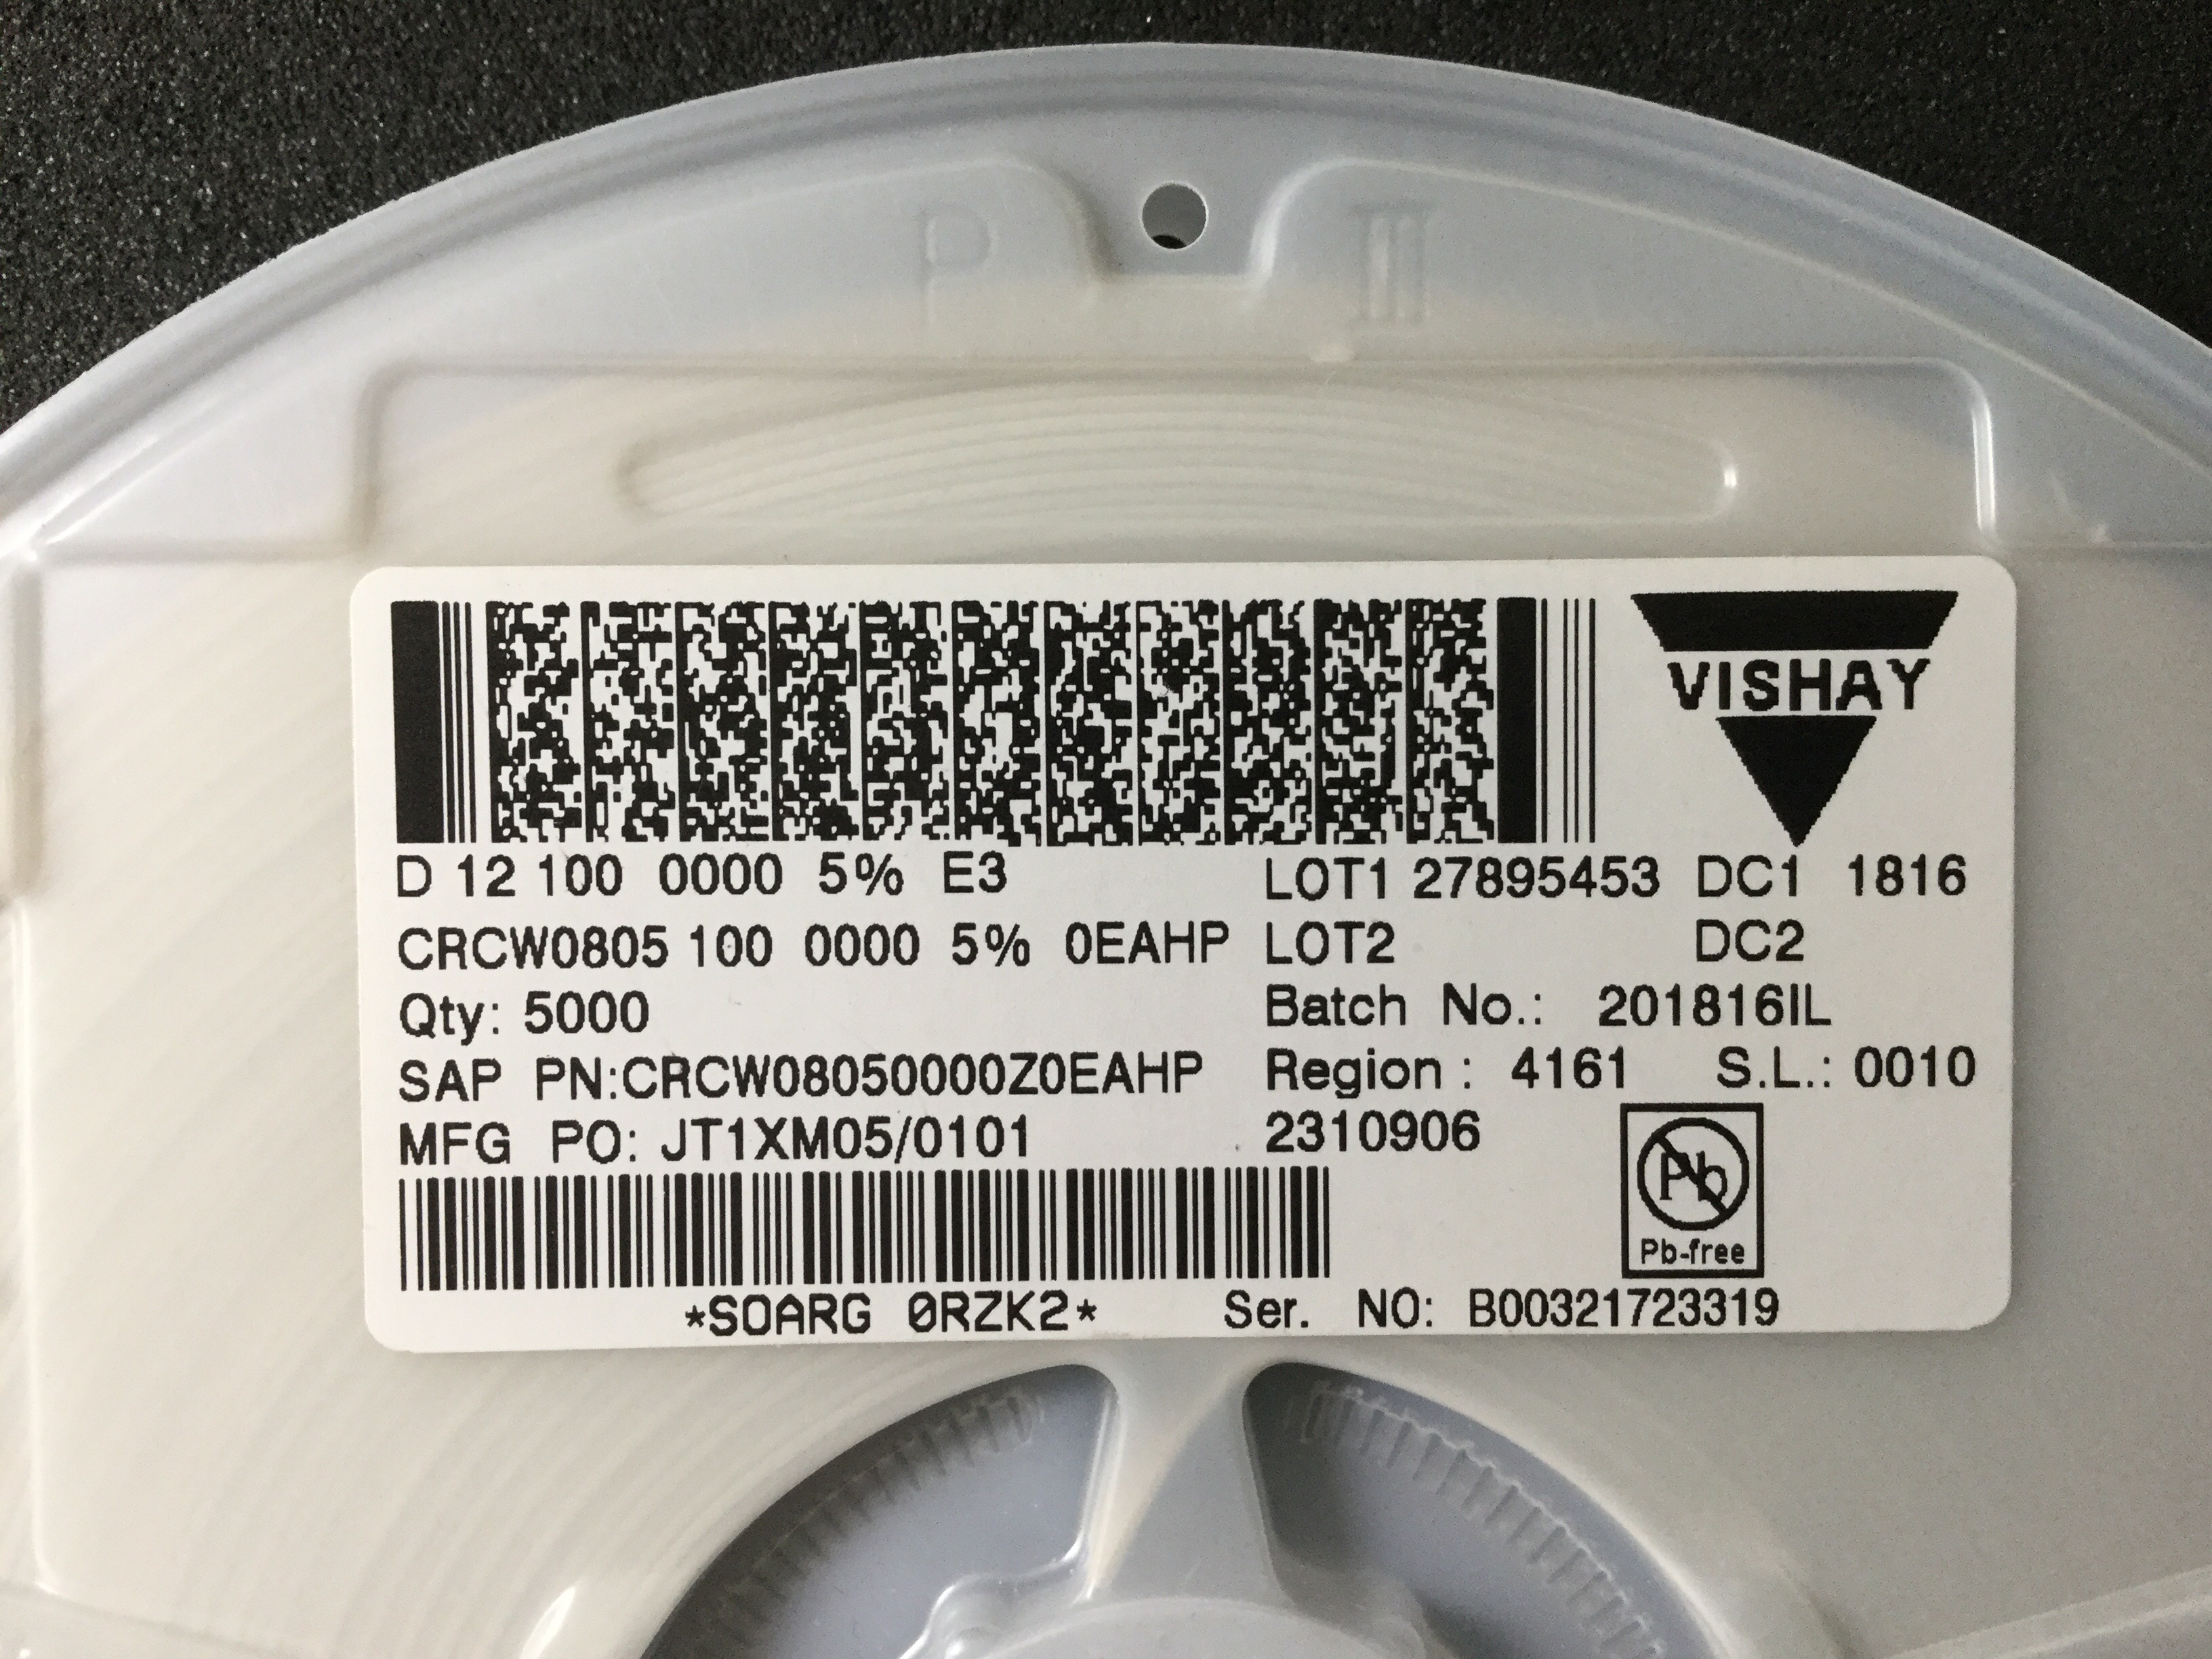 P III
VISHAY
D 12 100 0000 5% E3
CRCW0805 100 0000 5% 0EAHP
Qty: 5000
SAP PN:CRCW08050000Z0EAHP
MFG PO: JT1XM05/0101
LOT1 27895453 DC1 1816
LOT2 DC2
Batch No.: 201816IL
Region : 4161 S.L.: 0010
2310906
Pb
Pb-free
*SOARG 0RZK2*
Ser. NO: B00321723319